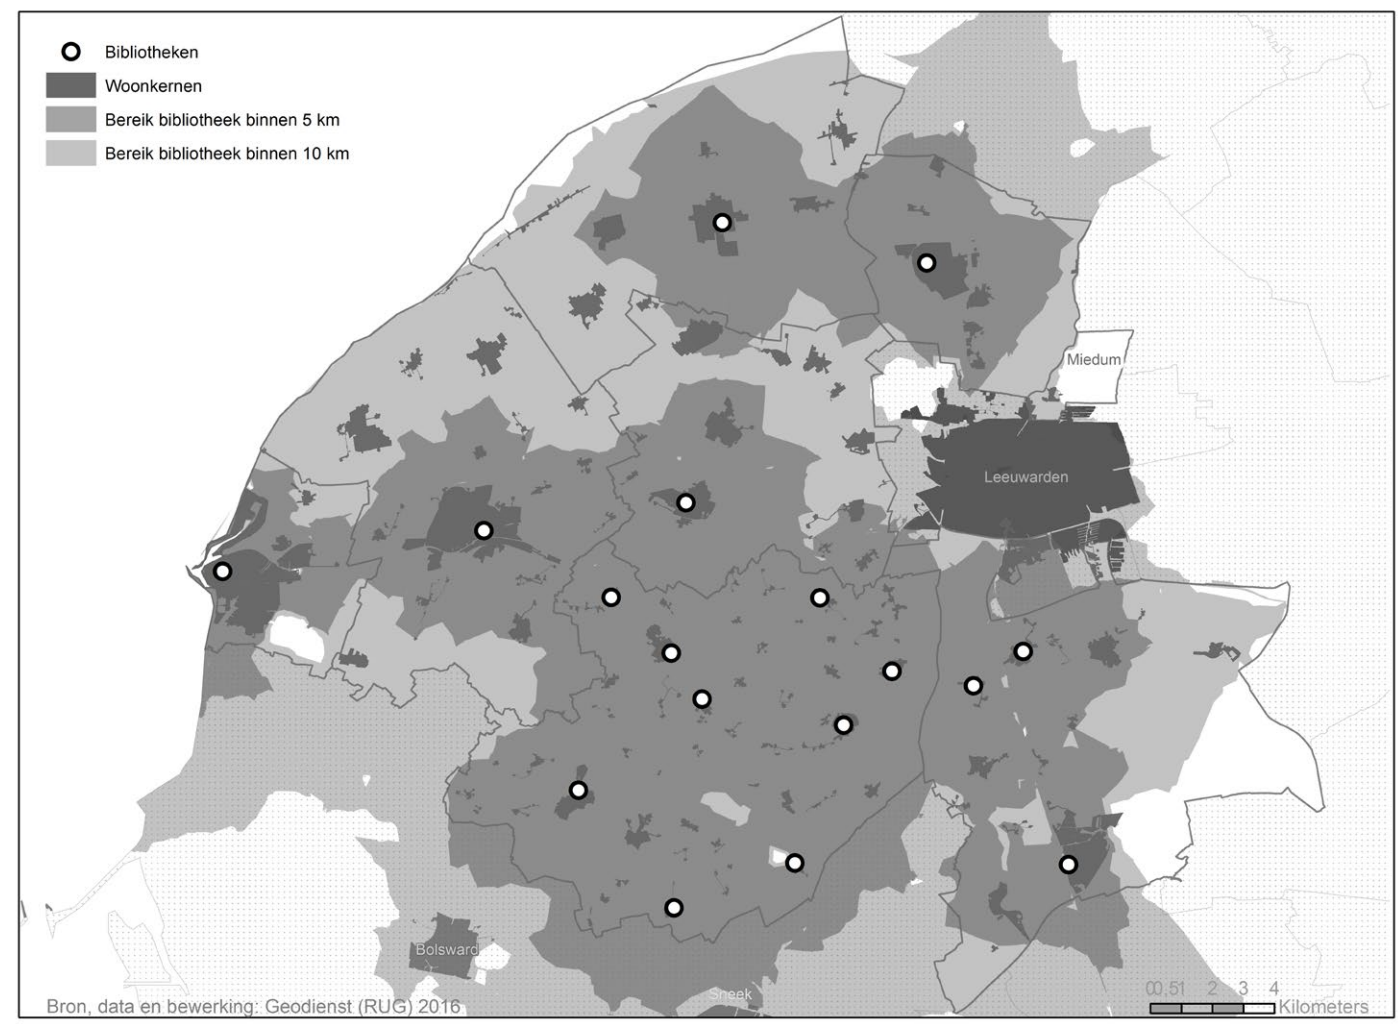 Bibliotheken
Woonkernen
Bereik bibliotheek binnen 5 km
Bereik bibliotheek binnen 10 km
Miedum
Leeuwarden
Bolsward
Sneek
Bron, data en bewerking: Geodienst (RUG) 2016
0 0,5 1 2 3 4
Kilometers